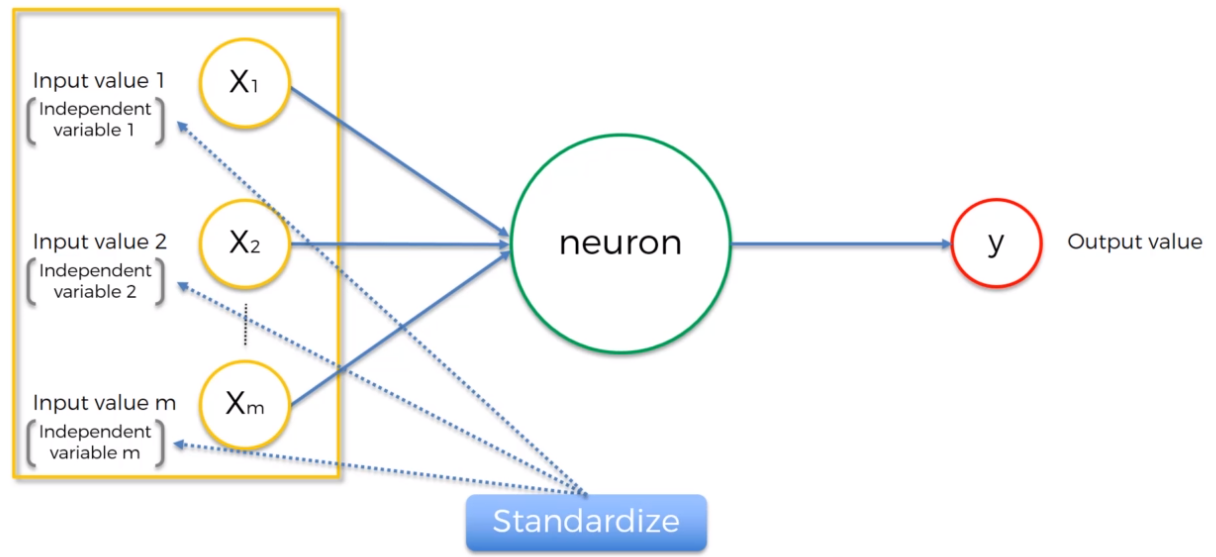 Input value 1
Independent
variable 1
X1
Input value 2
Independent
variable 2
X2
Input value m
Independent
variable m
Xm
neuron
y
Output value
Standardize